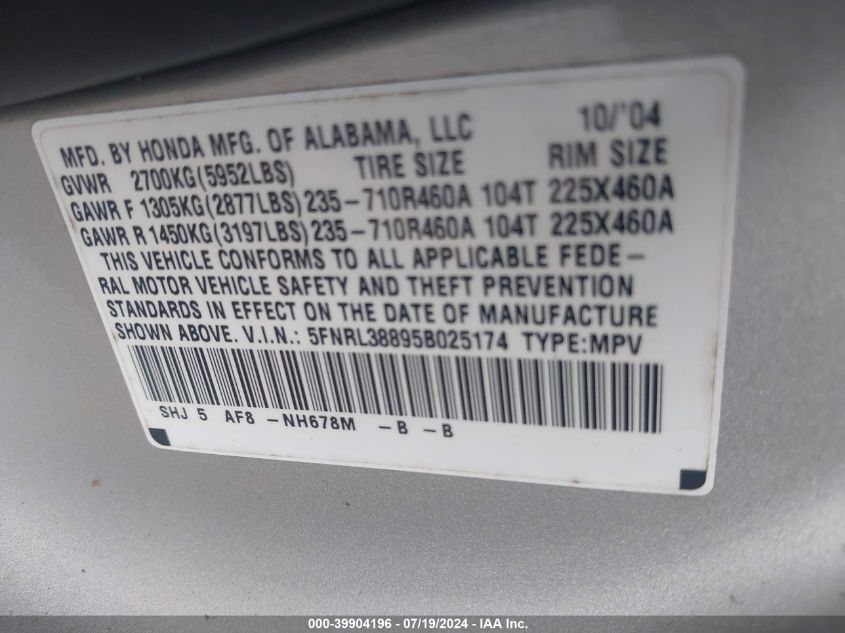 10/'04
MFD. BY HONDA MFG. OF ALABAMA, LLC
GVWR 2700KG(5952LBS) TIRE SIZE RIM SIZE
GAWR F 1305KG(2877LBS) 235-710R460A 104T 225X460A
GAWR R 1450KG(3197LBS) 235-710R460A 104T 225X460A
THIS VEHICLE CONFORMS TO ALL APPLICABLE FEDE-
RAL MOTOR VEHICLE SAFETY AND THEFT PREVENTION
STANDARDS IN EFFECT ON THE DATE OF MANUFACTURE
SHOWN ABOVE. V.I.N.: 5FNRL38895B025174 TYPE:MPV
SHJ 5 AF8 -NH678M -B -B
000-39904196 - 07/19/2024 - IAA Inc.